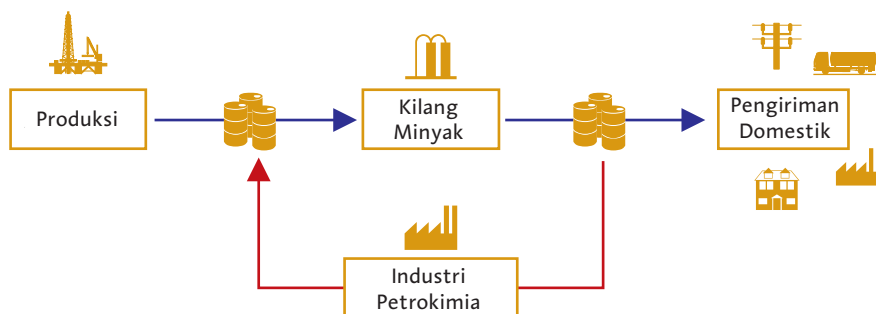 Produksi
Kilang
Minyak
Pengiriman
Domestik
Industri
Petrokimia